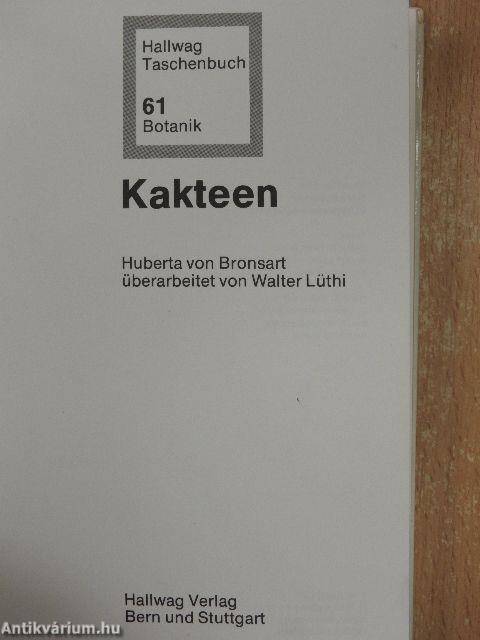 Hallwag
Taschenbuch
61
Botanik
Kakteen
Huberta von Bronsart
überarbeitet von Walter Lüthi
Hallwag Verlag
Bern und Stuttgart
Antikvárium.hu